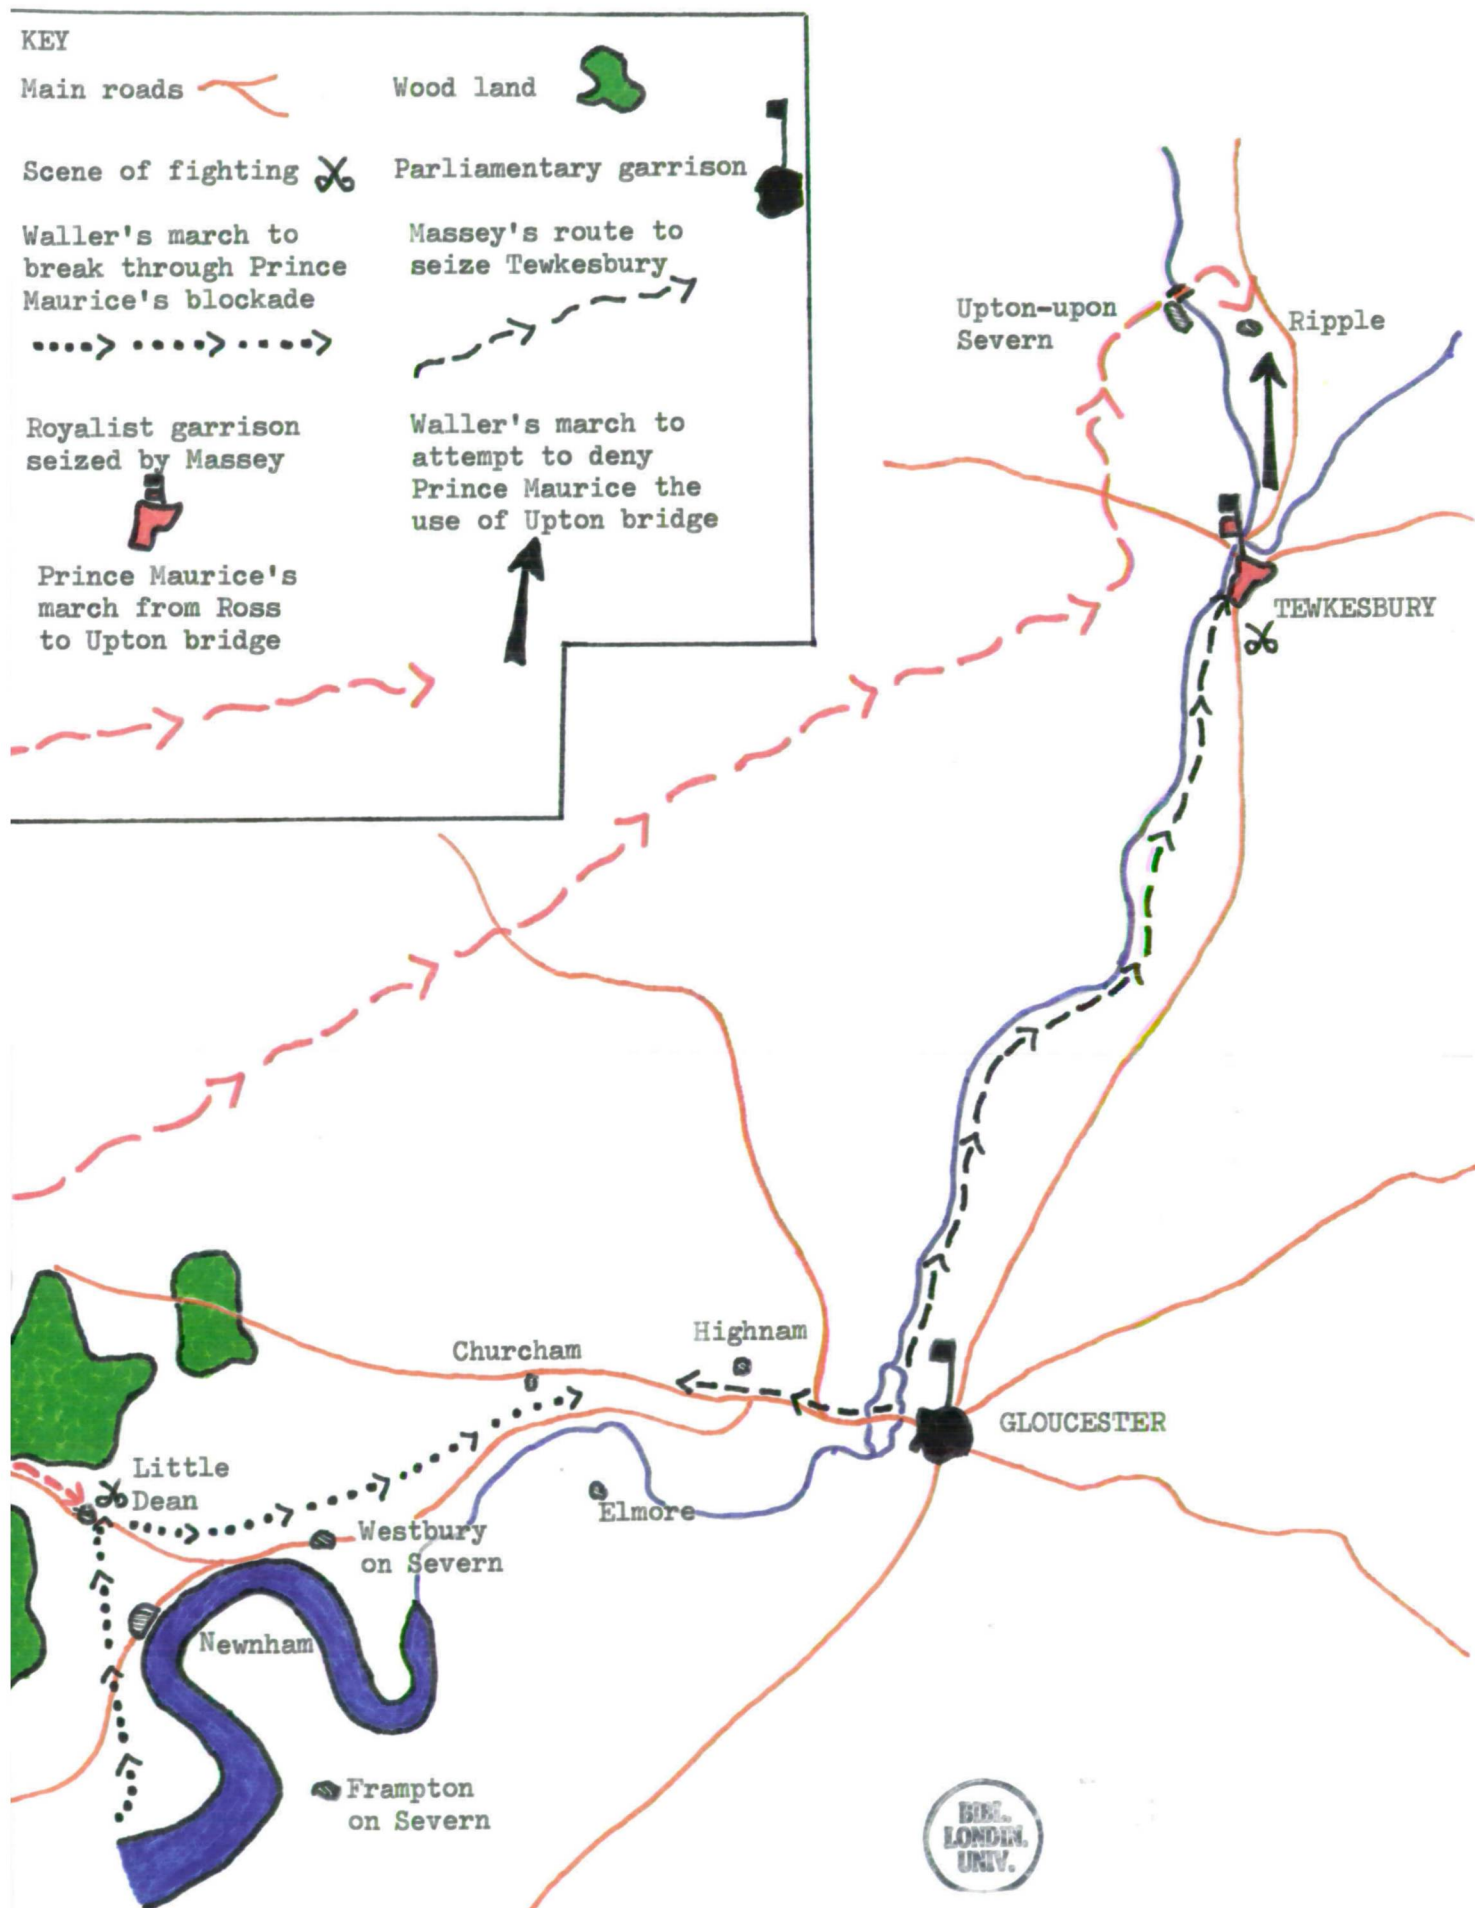 KEY
Main roads
Wood land
Scene of fighting
Parliamentary garrison
Waller's march to
break through Prince
Maurice's blockade
Massey's route to
seize Tewkesbury
Royalist garrison
seized by Massey
Waller's march to
attempt to deny
Prince Maurice the
use of Upton bridge
Prince Maurice's
march from Ross
to Upton bridge
Upton-upon
Severn
Ripple
TEWKESBURY
Highnam
Churcham
GLOUCESTER
Little
Dean
Elmore
Westbury
on Severn
Newnham
Frampton
on Severn
BIBL.
LONDIN.
UNIV.